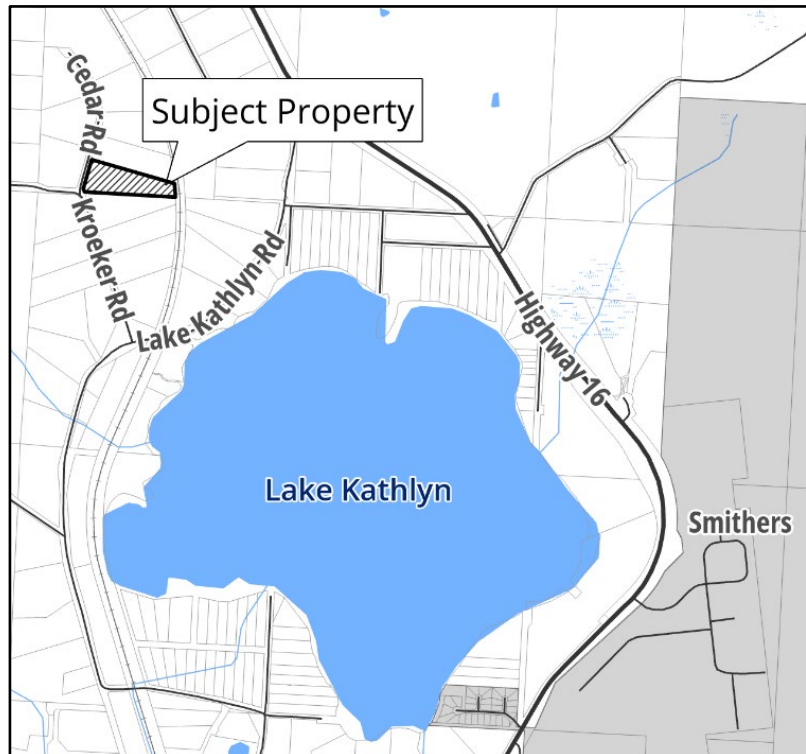 Cedar Rd
Subject Property
Kroeker Rd
Lake Kathlyn Rd
Highway 16
Lake Kathlyn
Smithers